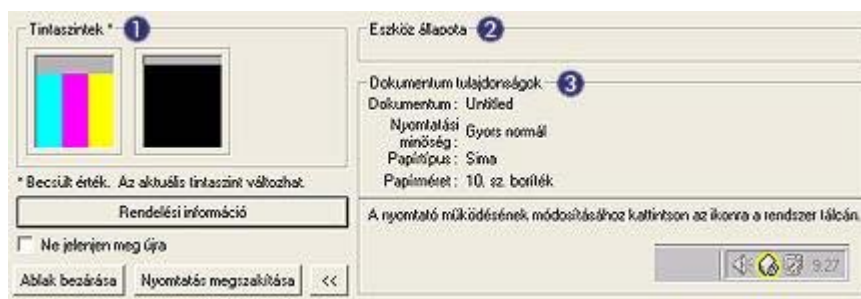 Tintaszintek * 1
* Becsült érték. Az aktuális tintaszint változhat.
Rendelési információ
Ne jelenjen meg újra
Ablak bezárása Nyomtatás megszakítása <<
Eszköz állapota 2
Dokumentum tulajdonságok 3
Dokumentum : Untitled
Nyomtatási
minőség : Gyors normál
Papírtípus : Sima
Papírméret : 10. sz. boríték
A nyomtató működésének módosításához kattintson az ikonra a rendszer tálcán.
9:27